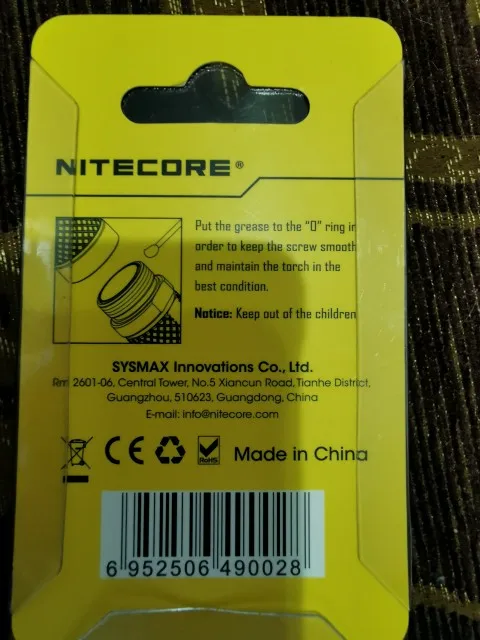 NITECORE®
Put the grease to the "O" ring in
order to keep the screw smooth
and maintain the torch in the
best condition.
Notice: Keep out of the children
SYSMAX Innovations Co., Ltd.
Rm 2601-06, Central Tower, No.5 Xiancun Road, Tianhe District,
Guangzhou, 510623, Guangdong, China
E-mail: info@nitecore.com
CE RoHS Made in China
6 952506 490028